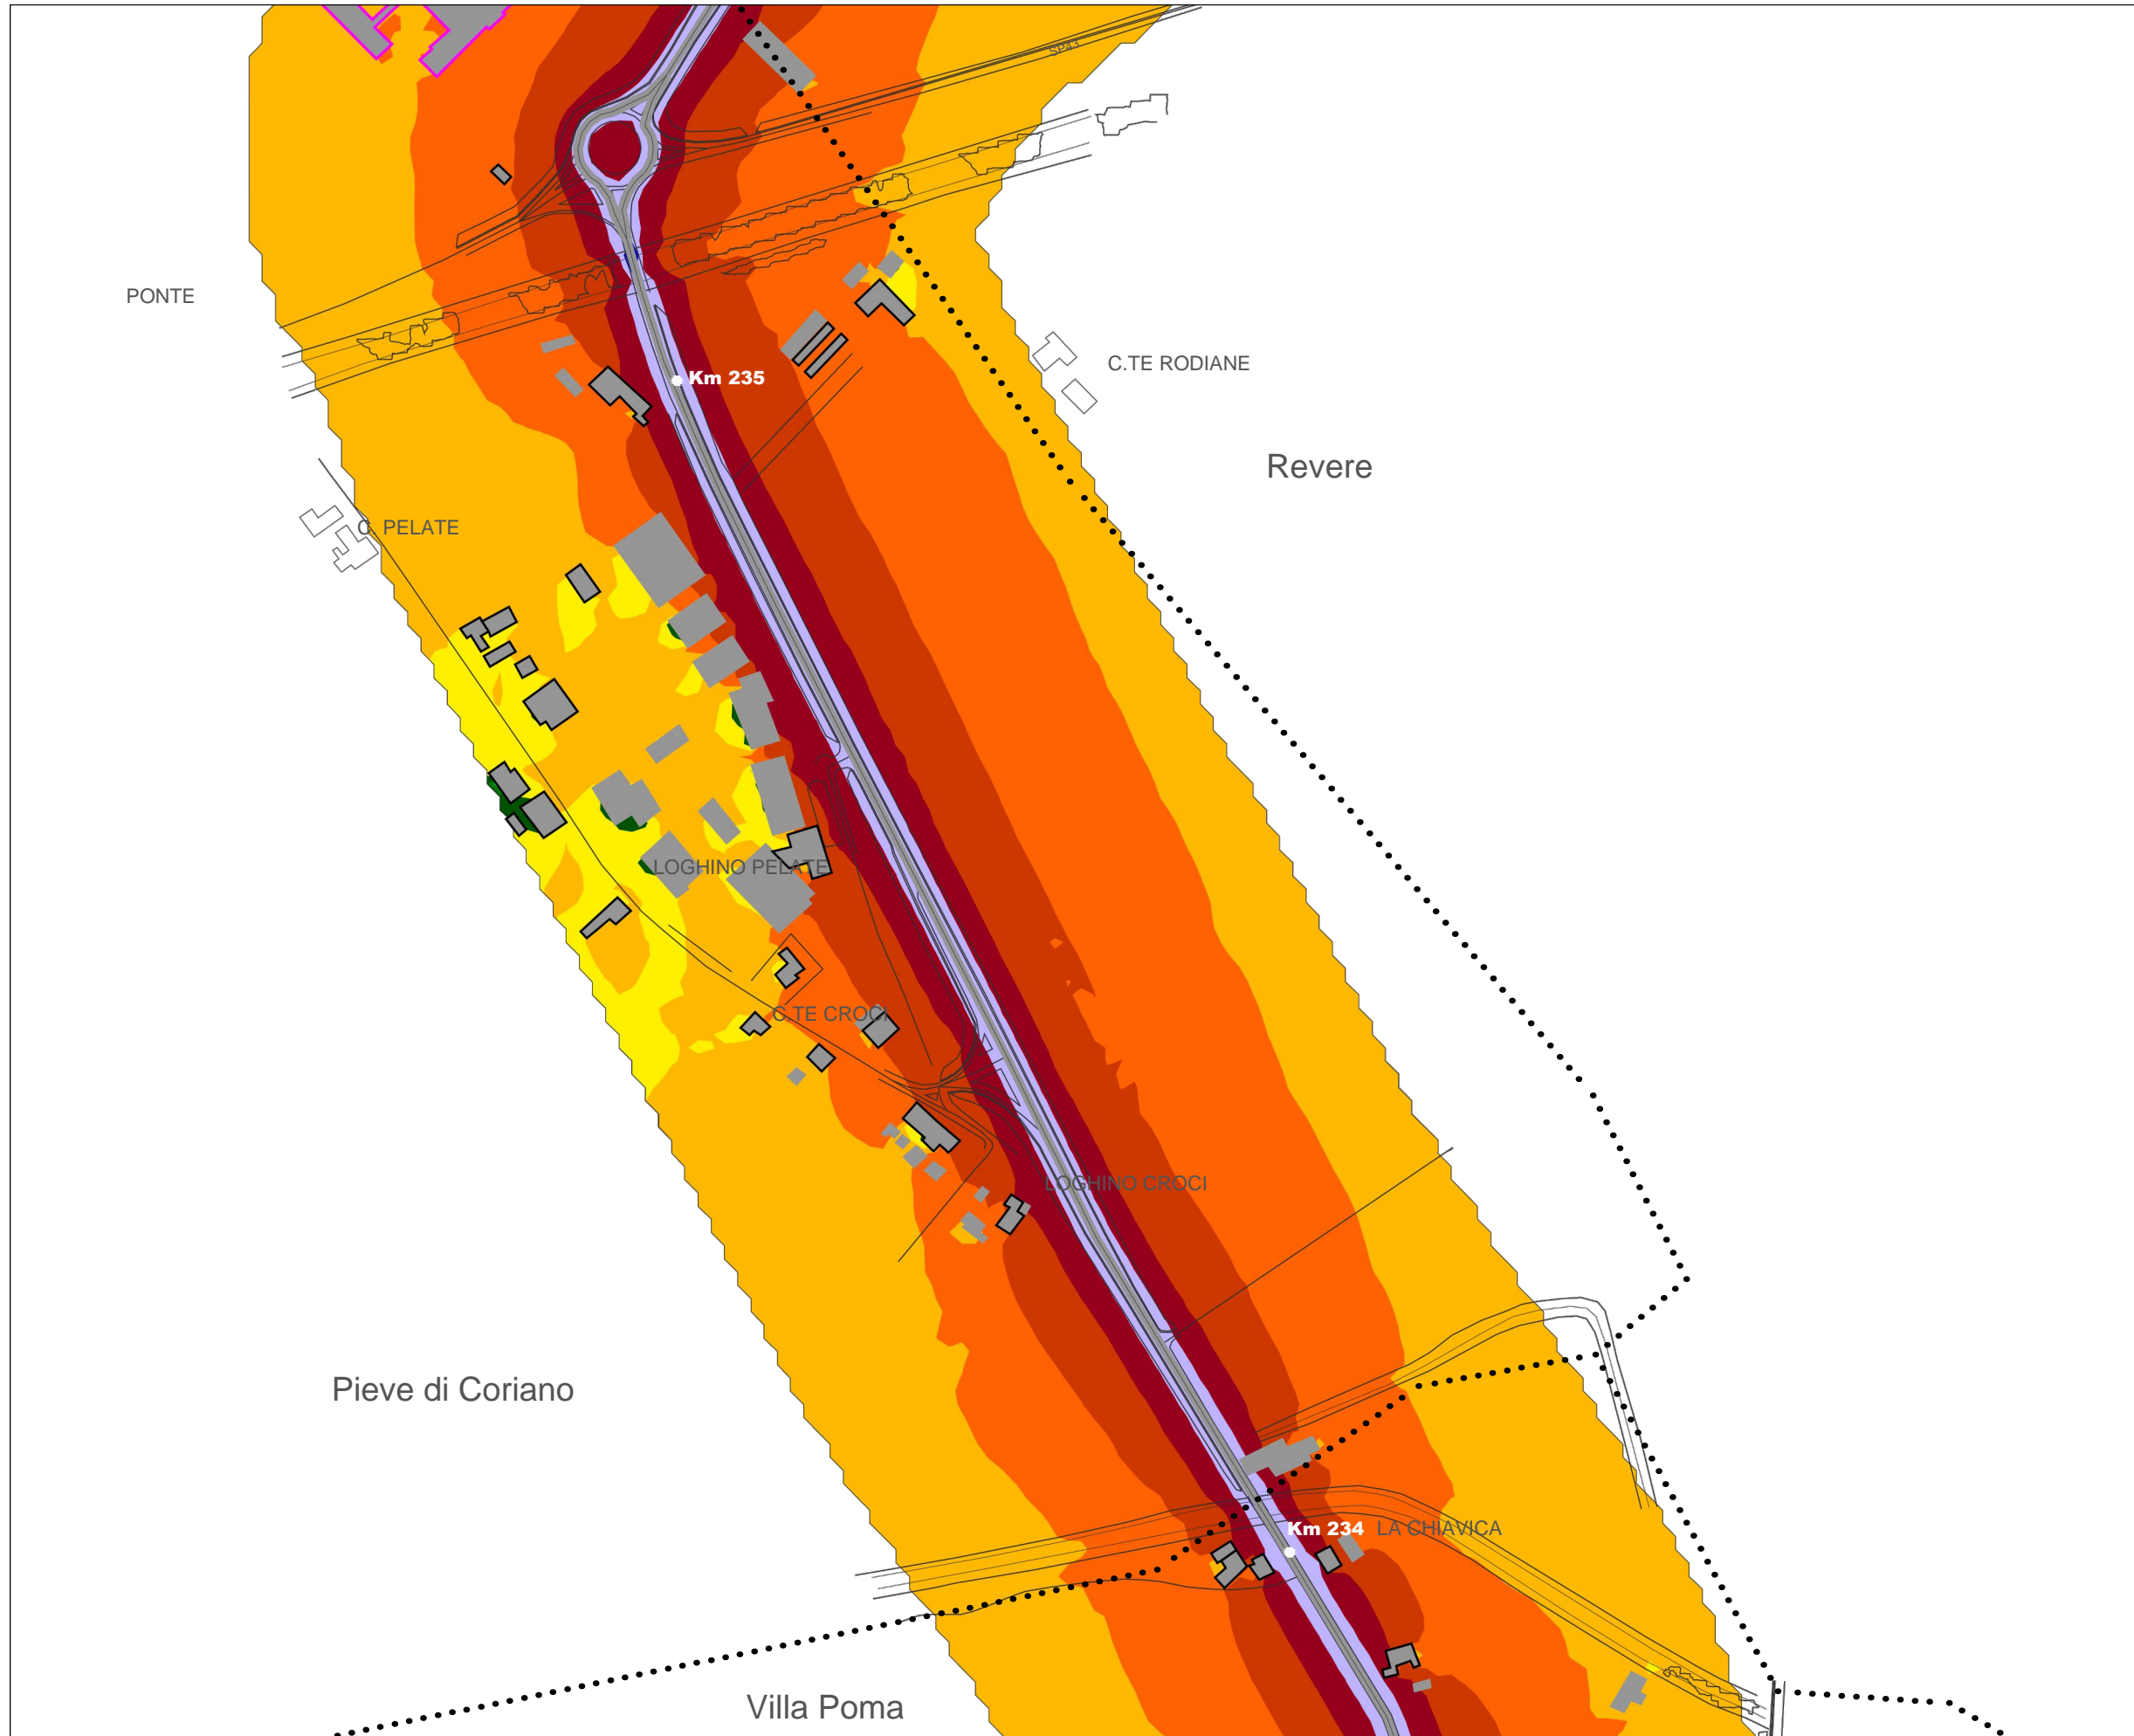 SP43
PONTE
C.TE RODIANE
Km 235
Revere
C. PELATE
LOGHINO PELATE
C.TE CROCI
LOGHINO CROCI
Pieve di Coriano
Km 234
LA CHIAVICA
Villa Poma